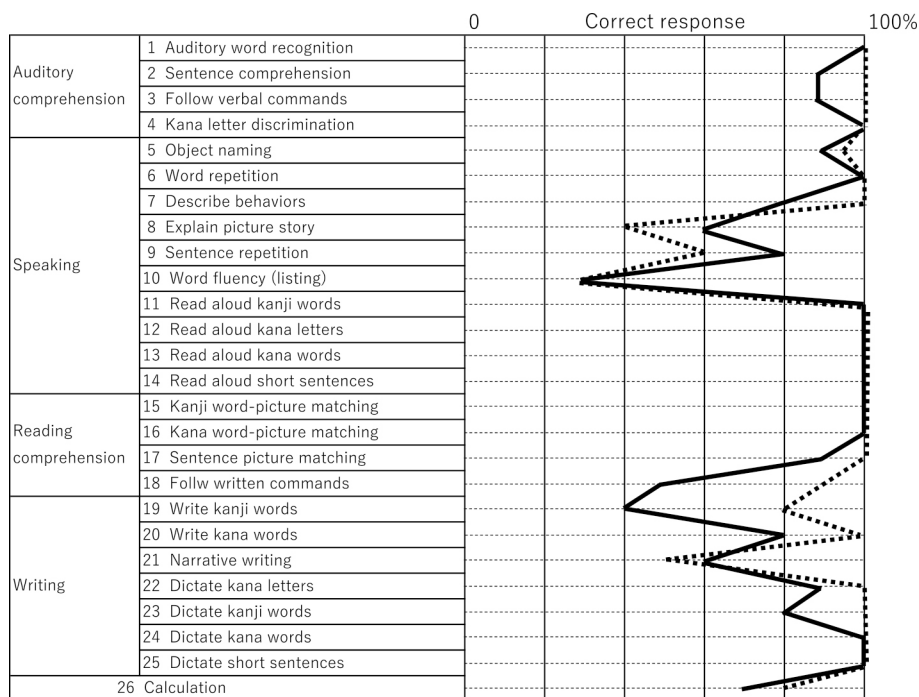 0 Correct response 100%
Auditory comprehension
1 Auditory word recognition
2 Sentence comprehension
3 Follow verbal commands
4 Kana letter discrimination
Speaking
5 Object naming
6 Word repetition
7 Describe behaviors
8 Explain picture story
9 Sentence repetition
10 Word fluency (listing)
11 Read aloud kanji words
12 Read aloud kana letters
13 Read aloud kana words
14 Read aloud short sentences
Reading comprehension
15 Kanji word-picture matching
16 Kana word-picture matching
17 Sentence picture matching
18 Follw written commands
Writing
19 Write kanji words
20 Write kana words
21 Narrative writing
22 Dictate kana letters
23 Dictate kanji words
24 Dictate kana words
25 Dictate short sentences
26 Calculation